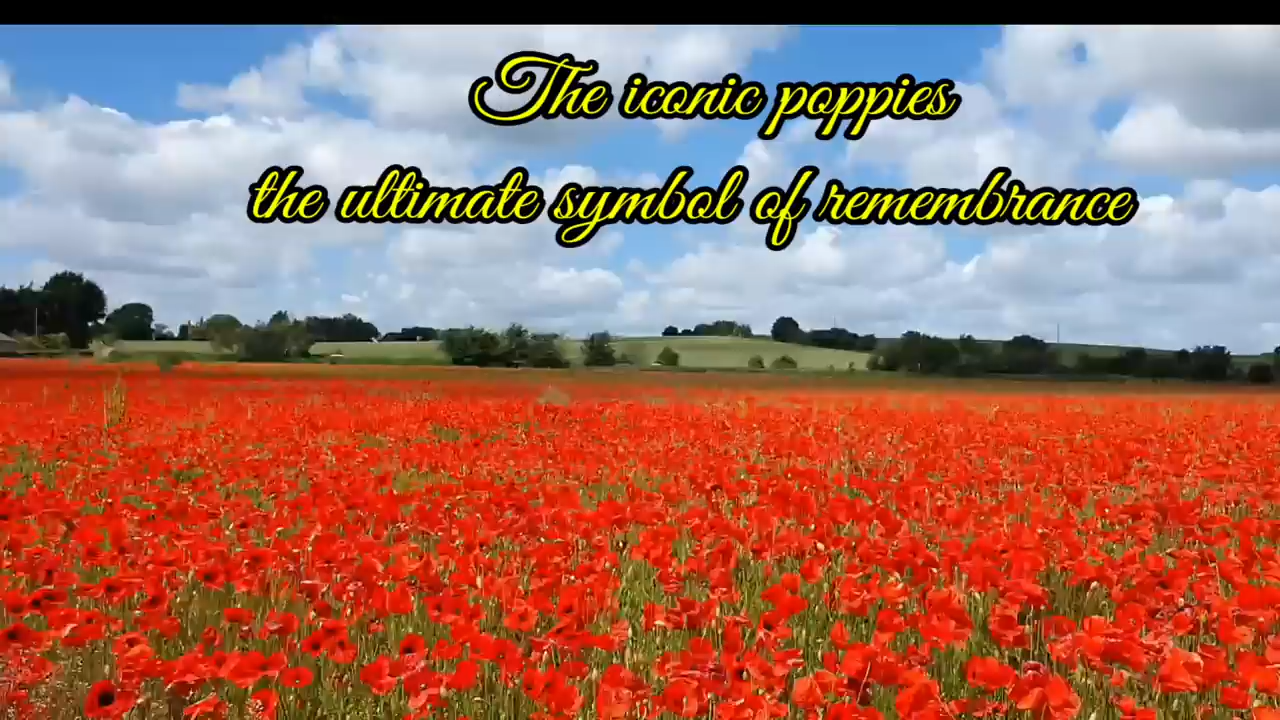 The iconic poppies
the ultimate symbol of remembrance